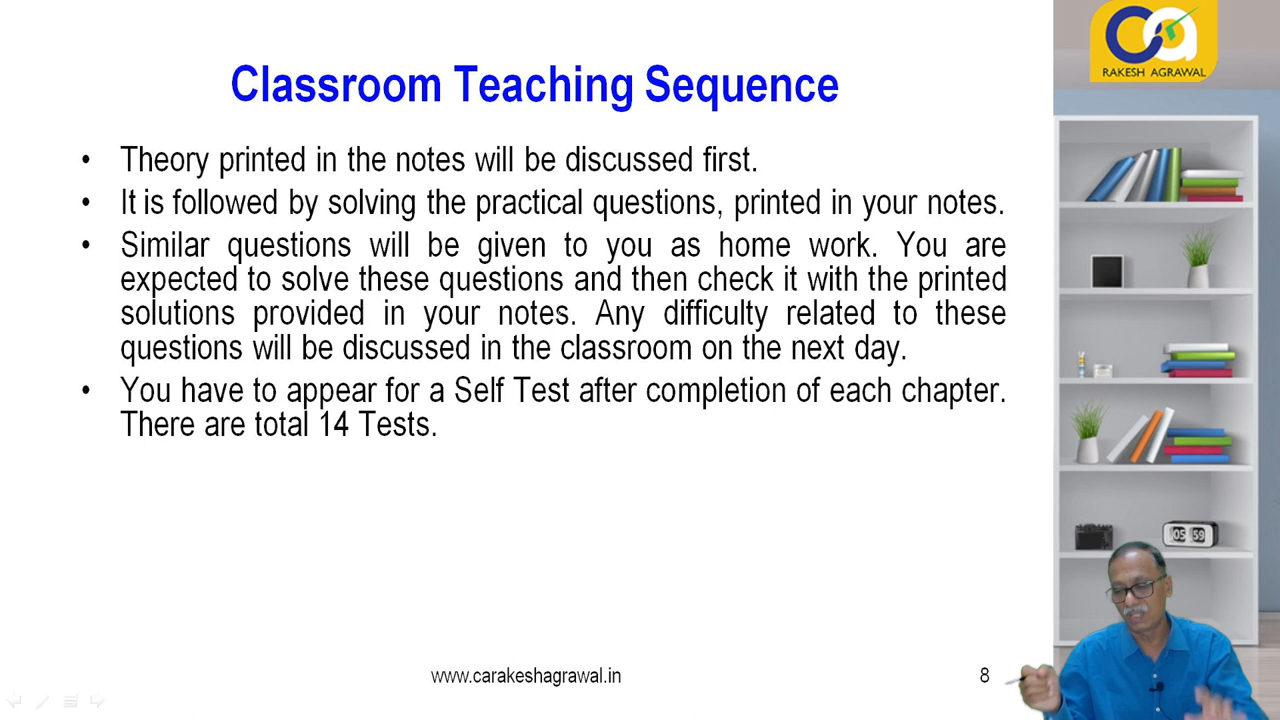 Classroom Teaching Sequence
• Theory printed in the notes will be discussed first.
• It is followed by solving the practical questions, printed in your notes.
• Similar questions will be given to you as home work. You are
expected to solve these questions and then check it with the printed
solutions provided in your notes. Any difficulty related to these
questions will be discussed in the classroom on the next day.
• You have to appear for a Self Test after completion of each chapter.
There are total 14 Tests.
www.carakeshagrawal.in
8
ca
RAKESH AGRAWAL
05 59